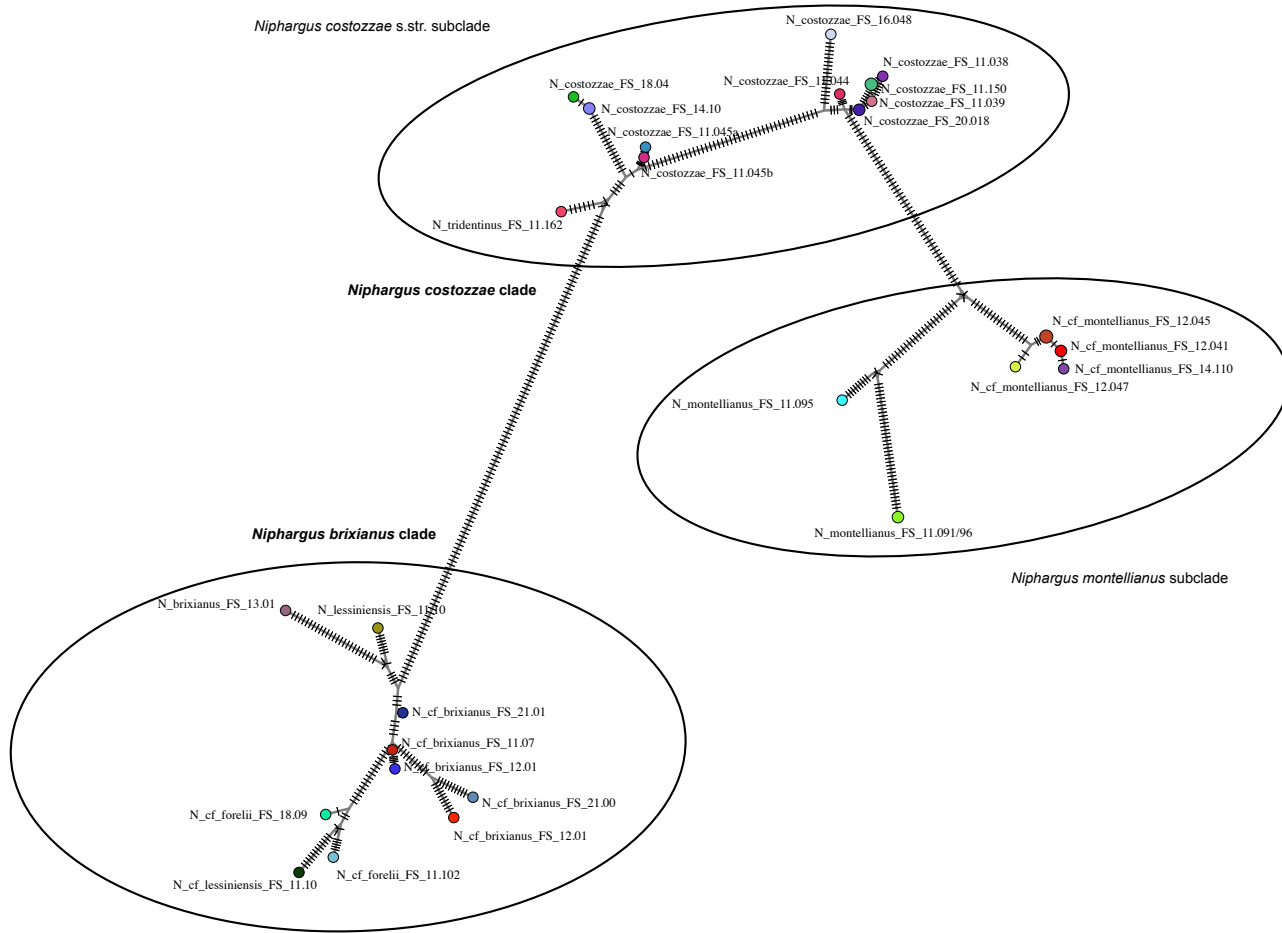 Niphargus costozzae s.str. subclade
N_costozzae_FS_16.048
N_costozzae_FS_11.038
N_costozzae_FS_18.04
N_costozzae_FS_11.150
N_costozzae_FS_14.10
N_costozzae_FS_11.039
N_costozzae_FS_20.018
N_costozzae_FS_11.045a
N_costozzae_FS_11.045b
N_tridentinus_FS_11.162
Niphargus costozzae clade
N_cf_montellianus_FS_12.045
N_cf_montellianus_FS_12.041
N_cf_montellianus_FS_14.110
N_cf_montellianus_FS_12.047
N_montellianus_FS_11.095
N_montellianus_FS_11.091/96
Niphargus brixianus clade
Niphargus montellianus subclade
N_brixianus_FS_13.01
N_lessiniensis_FS_11.10
N_cf_brixianus_FS_21.01
N_cf_brixianus_FS_11.07
N_cf_brixianus_FS_12.01
N_cf_brixianus_FS_21.00
N_cf_forelii_FS_18.09
N_cf_brixianus_FS_12.01
N_cf_forelii_FS_11.102
N_cf_lessiniensis_FS_11.10